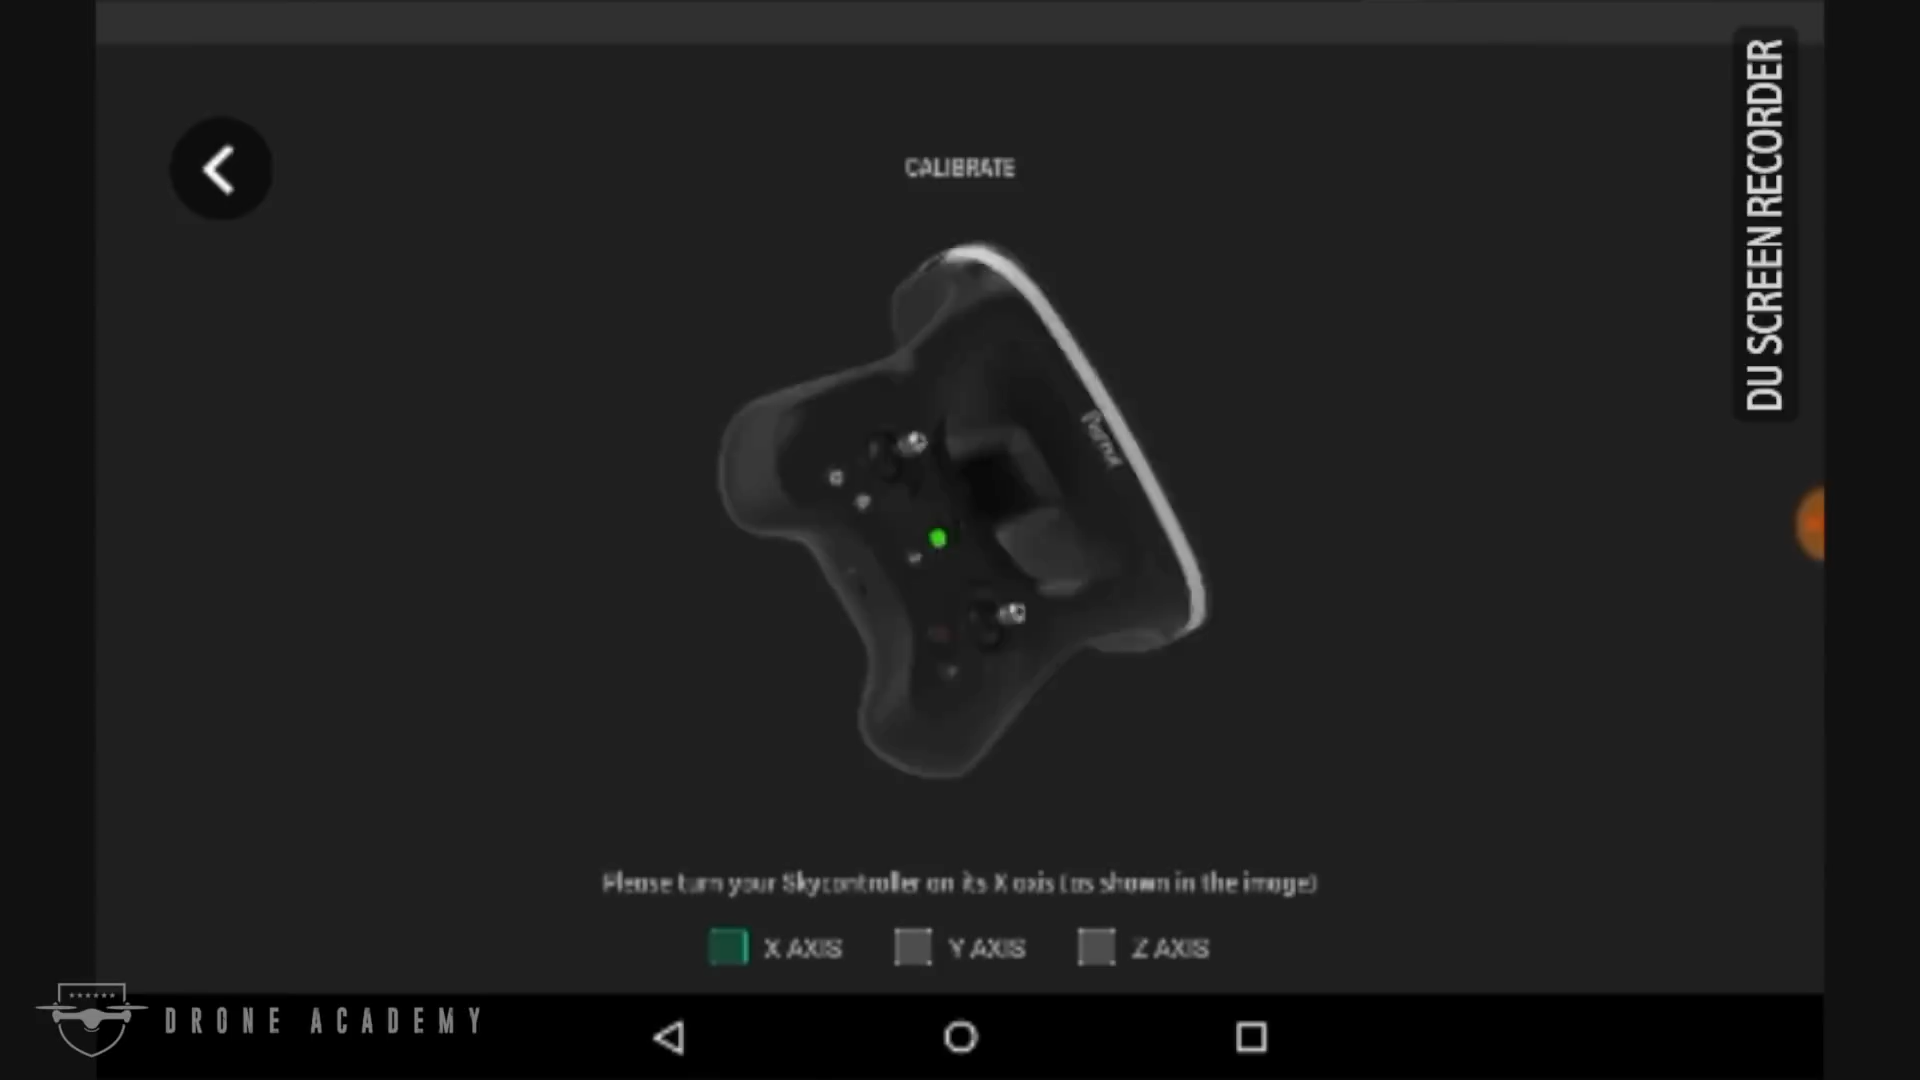 DU SCREEN RECORDER
CALIBRATE
Parrot
Please turn your Skycontroller on its X axis (as shown in the image)
X AXIS
Y AXIS
Z AXIS
DRONE ACADEMY